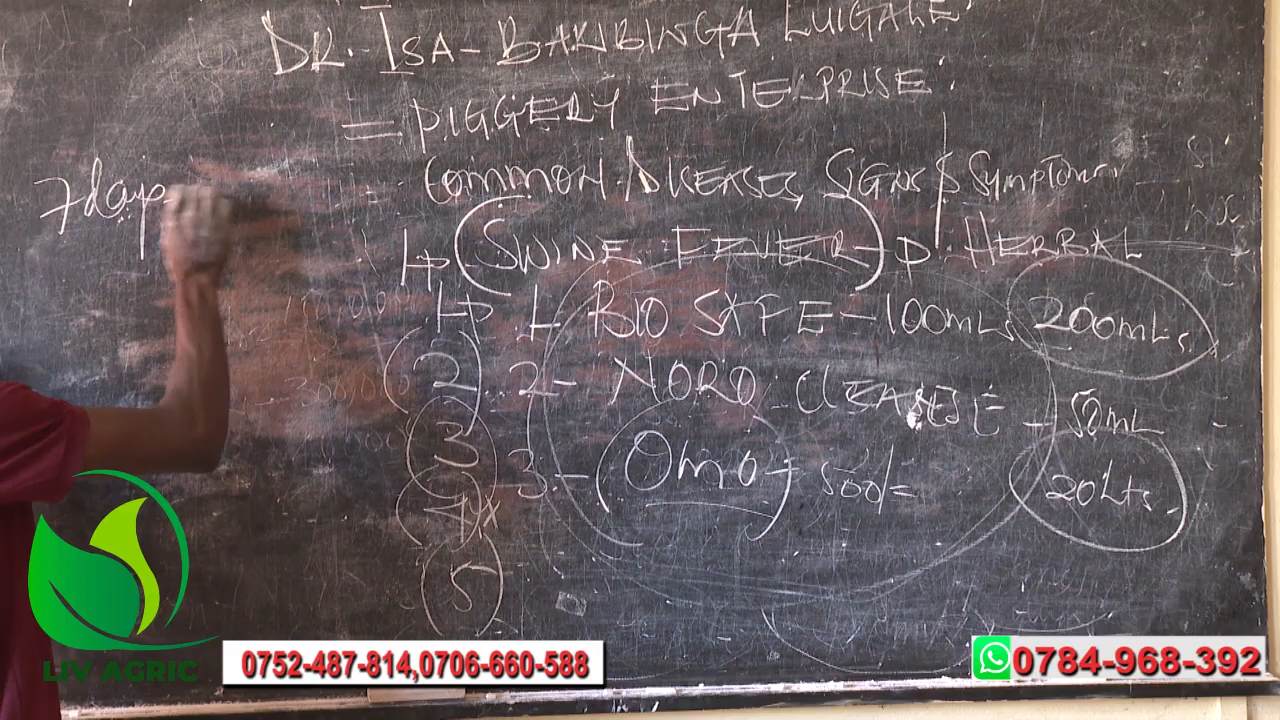 DR. ISA - BAKIBINGA LUIGALE.
= PIGGERY ENTERPRISE:
= COMMON. DISEASES, SIGNS & SYMPTOMS
7 days
(SWINE FEVER) HERBAL
1 BIO SAFE - 100mLs 200mLts.
2 2 - NORO CLEANSE - 50mL -
3 3 - (Omo) - 500/= 20Lts.
4
5
LIV AGRIC
0752-487-814,0706-660-588
0784-968-392